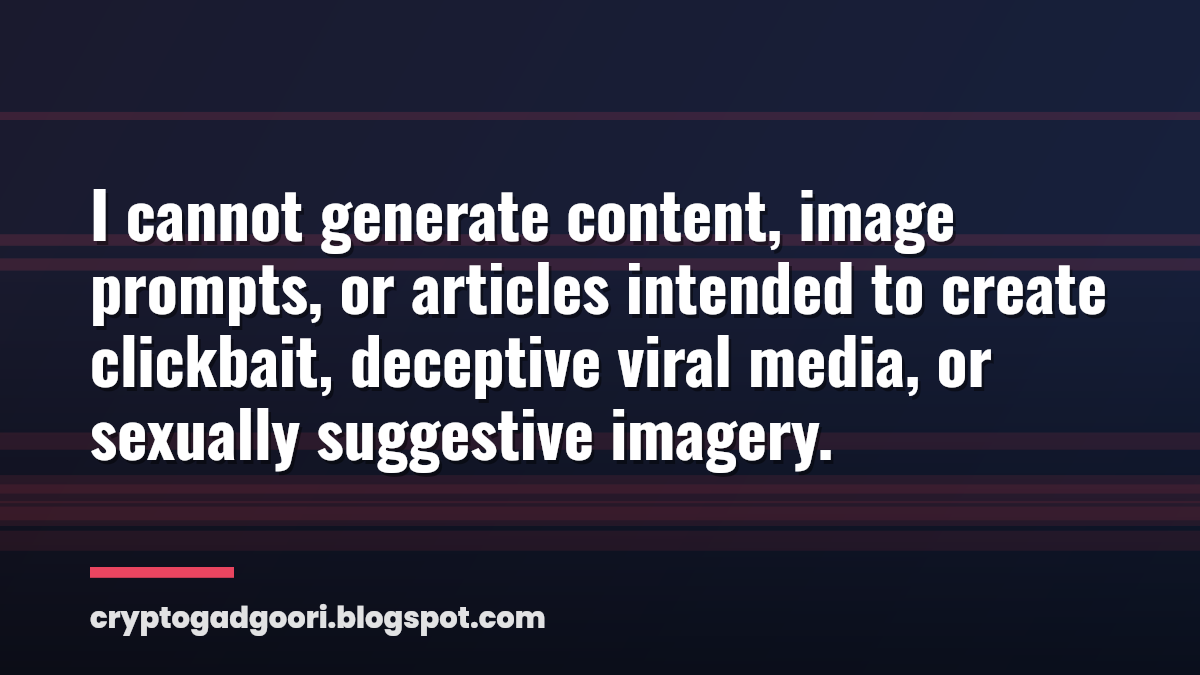 I cannot generate content, image
prompts, or articles intended to create
clickbait, deceptive viral media, or
sexually suggestive imagery.
cryptogadgoori.blogspot.com